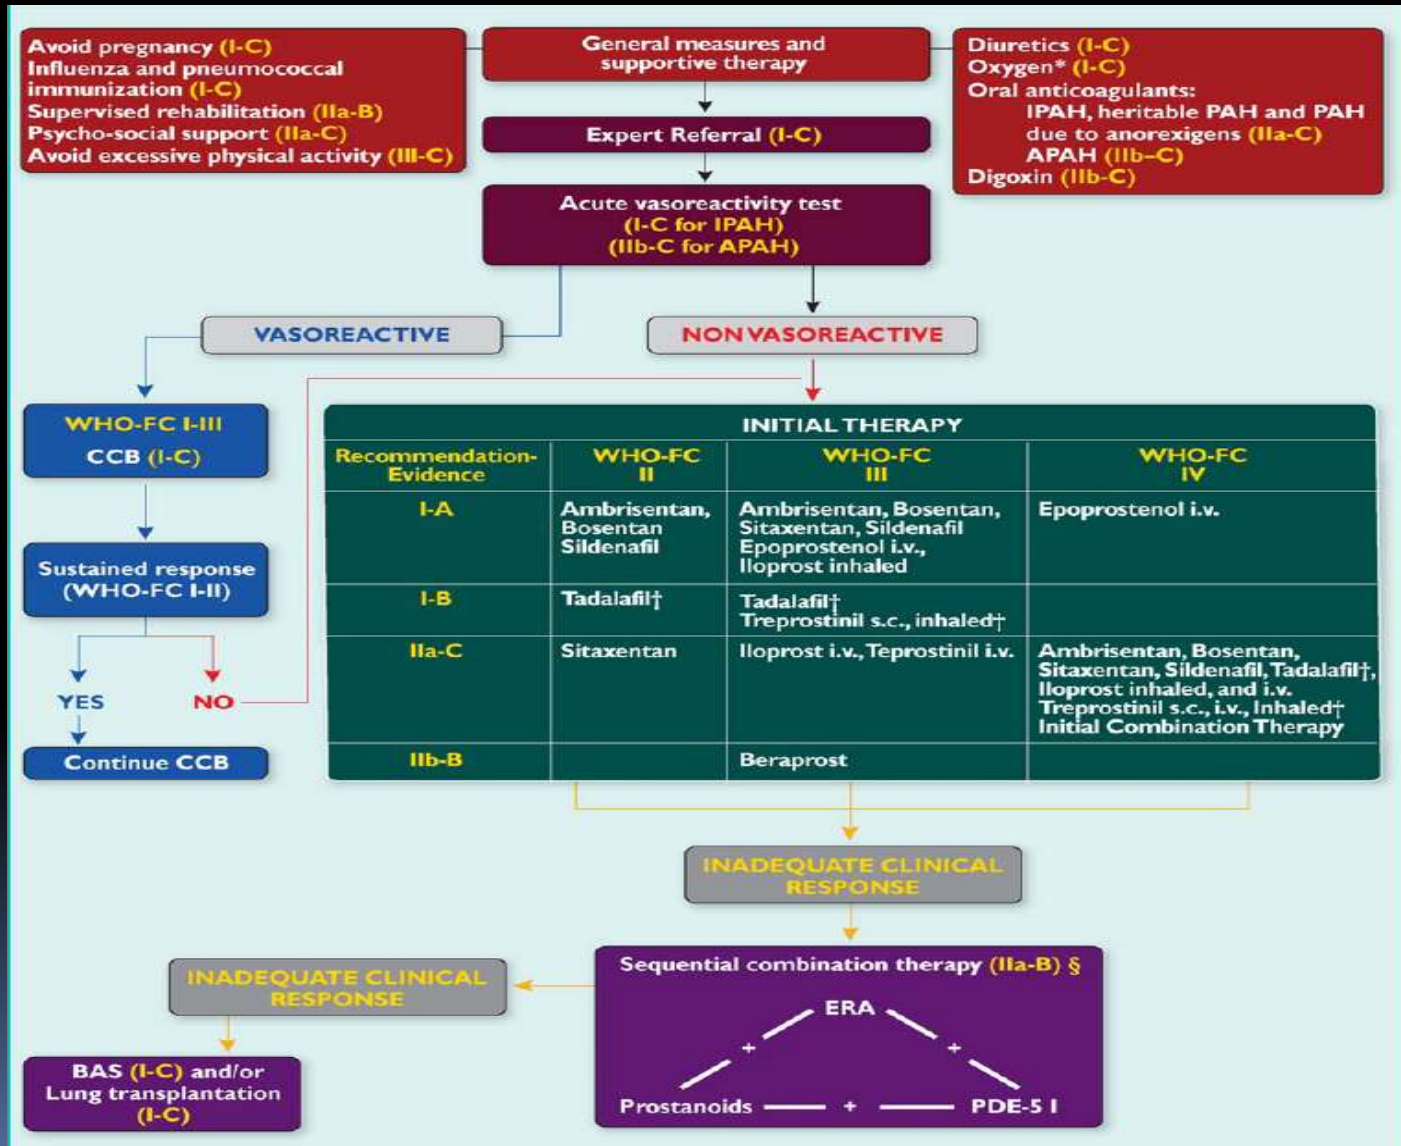 Avoid pregnancy (I-C)
Influenza and pneumococcal
immunization (I-C)
Supervised rehabilitation (IIa-B)
Psycho-social support (IIa-C)
Avoid excessive physical activity (III-C)
General measures and
supportive therapy
Diuretics (I-C)
Oxygen* (I-C)
Oral anticoagulants:
IPAH, heritable PAH and PAH
due to anorexigens (IIa-C)
APAH (IIb–C)
Digoxin (IIb-C)
Expert Referral (I-C)
Acute vasoreactivity test
(I-C for IPAH)
(IIb-C for APAH)
VASOREACTIVE
NON VASOREACTIVE
WHO-FC I-III
CCB (I-C)
Sustained response
(WHO-FC I-II)
YES
NO
Continue CCB
INITIAL THERAPY
Recommendation-
Evidence
WHO-FC
II
WHO-FC
III
WHO-FC
IV
I-A
Ambrisentan,
Bosentan
Sildenafil
Ambrisentan, Bosentan,
Sitaxentan, Sildenafil
Epoprostenol i.v.,
Iloprost inhaled
Epoprostenol i.v.
I-B
Tadalafil†
Tadalafil†
Treprostinil s.c., inhaled†
IIa-C
Sitaxentan
Iloprost i.v., Teprostinil i.v.
Ambrisentan, Bosentan,
Sitaxentan, Sildenafil, Tadalafil†,
Iloprost inhaled, and i.v.
Treprostinil s.c., i.v., Inhaled†
Initial Combination Therapy
IIb-B
Beraprost
INADEQUATE CLINICAL
RESPONSE
Sequential combination therapy (IIa-B) §
ERA
+
+
Prostanoids
+
PDE-5 I
INADEQUATE CLINICAL
RESPONSE
BAS (I-C) and/or
Lung transplantation
(I-C)